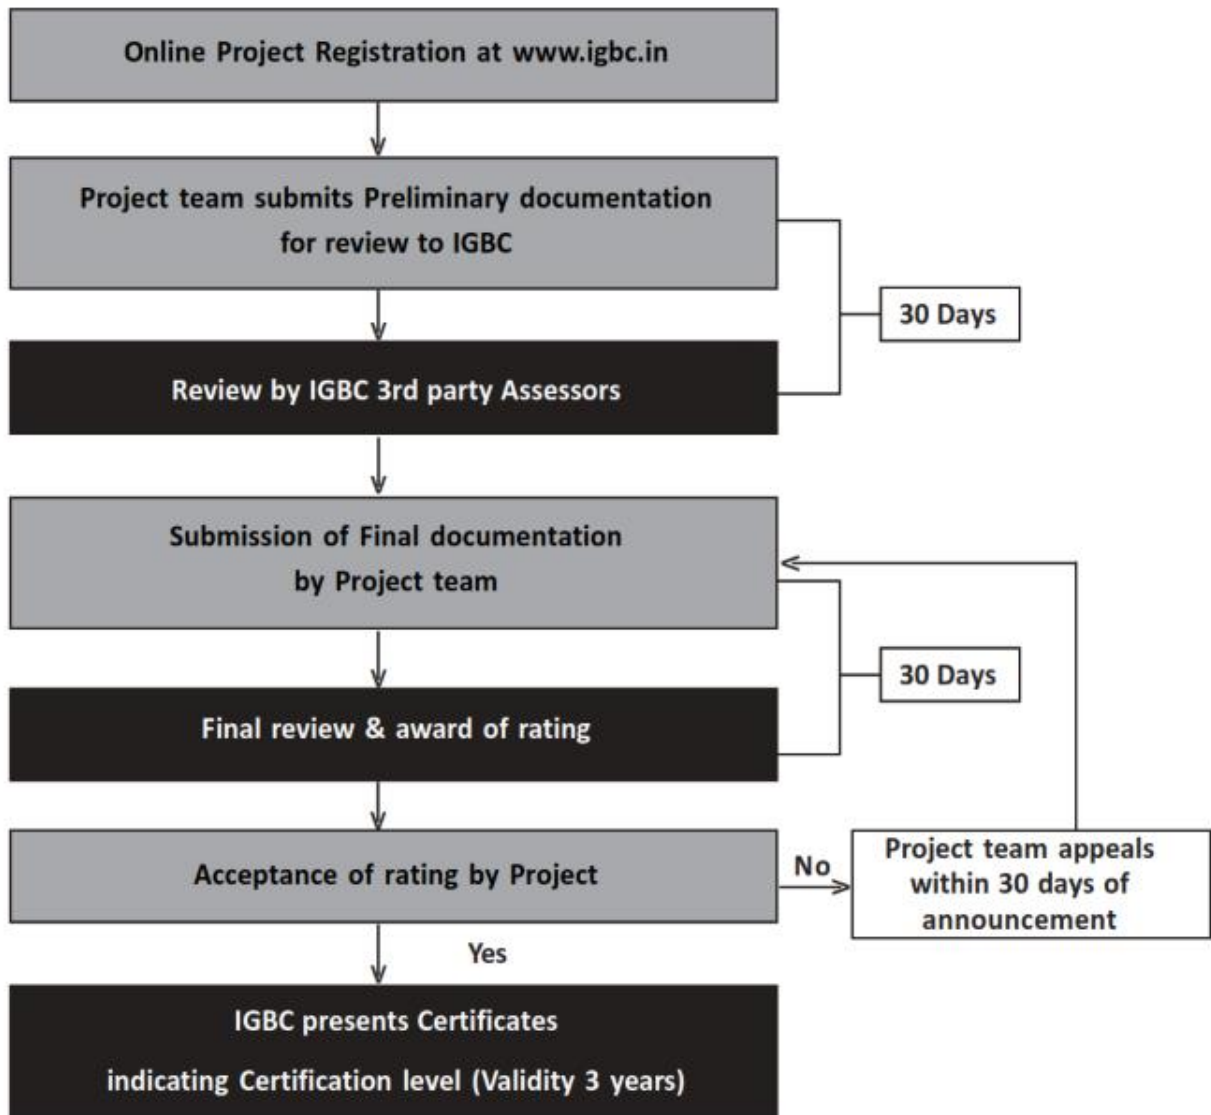 Online Project Registration at www.igbc.in
Project team submits Preliminary documentation
for review to IGBC
30 Days
Review by IGBC 3rd party Assessors
Submission of Final documentation
by Project team
30 Days
Final review & award of rating
Acceptance of rating by Project
No
Project team appeals
within 30 days of
announcement
Yes
IGBC presents Certificates
indicating Certification level (Validity 3 years)